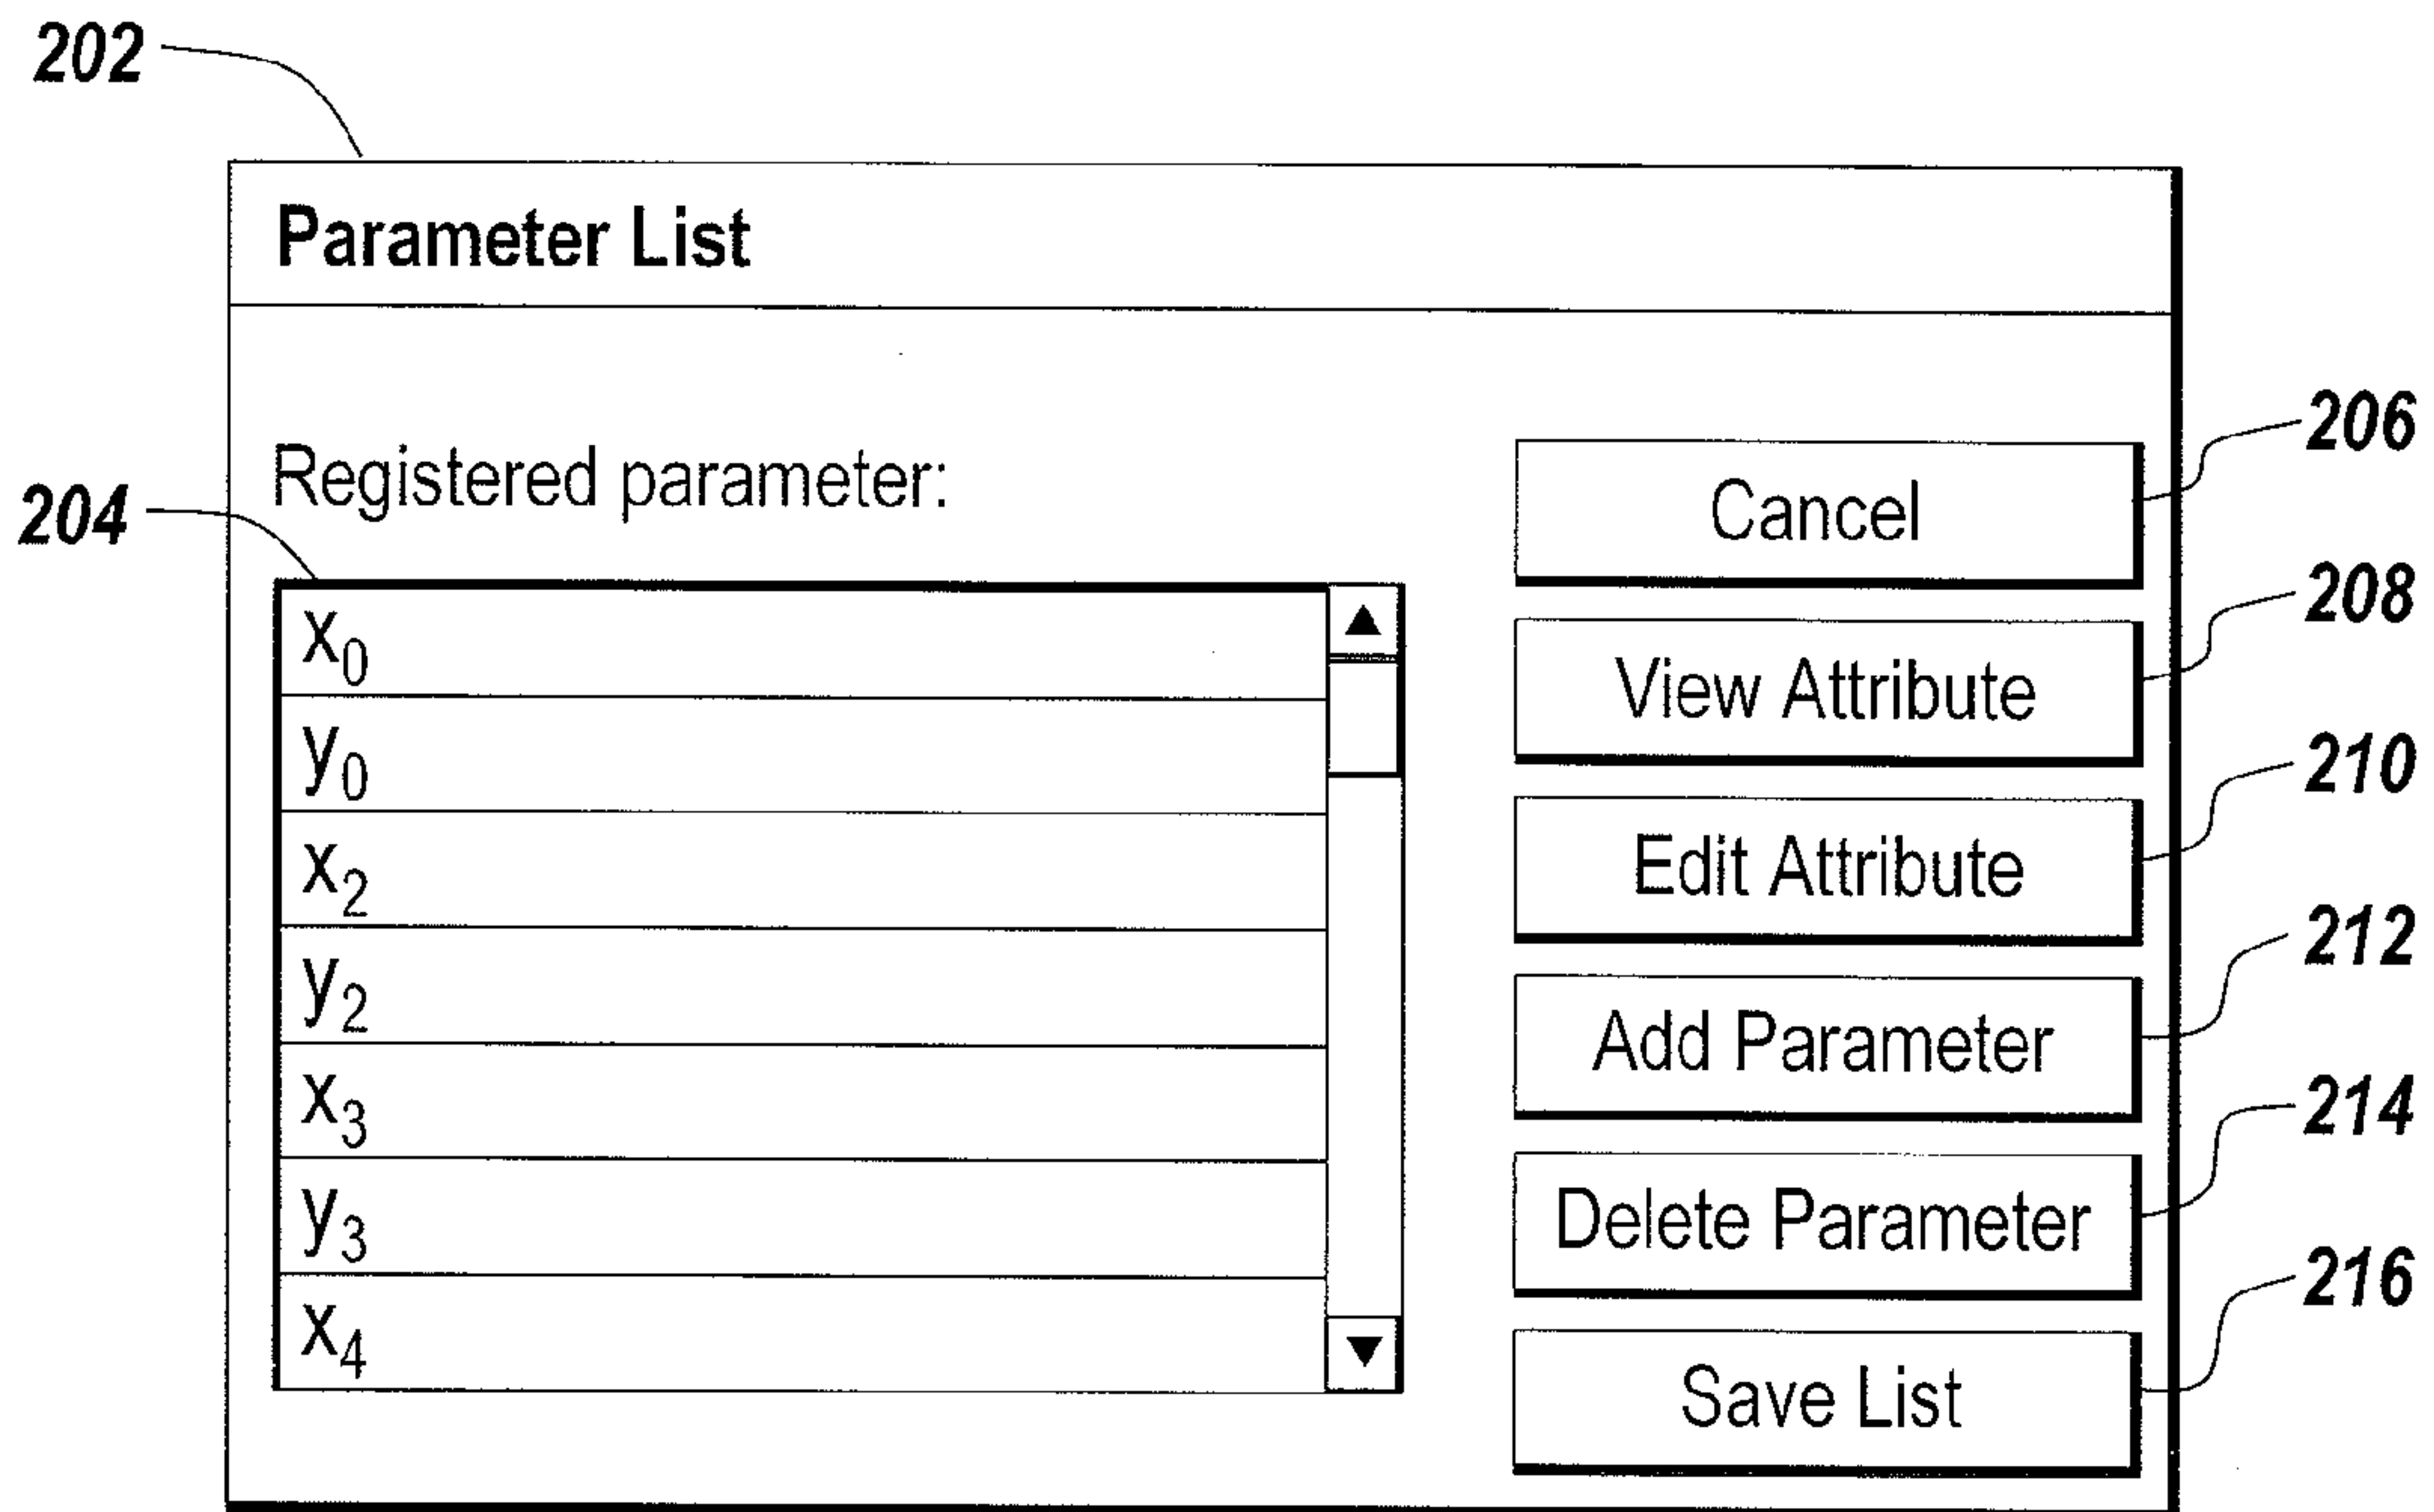 202
Parameter List
Registered parameter:
204
x₀
y₀
x₂
y₂
x₃
y₃
x₄
Cancel
206
View Attribute
208
Edit Attribute
210
Add Parameter
212
Delete Parameter
214
Save List
216